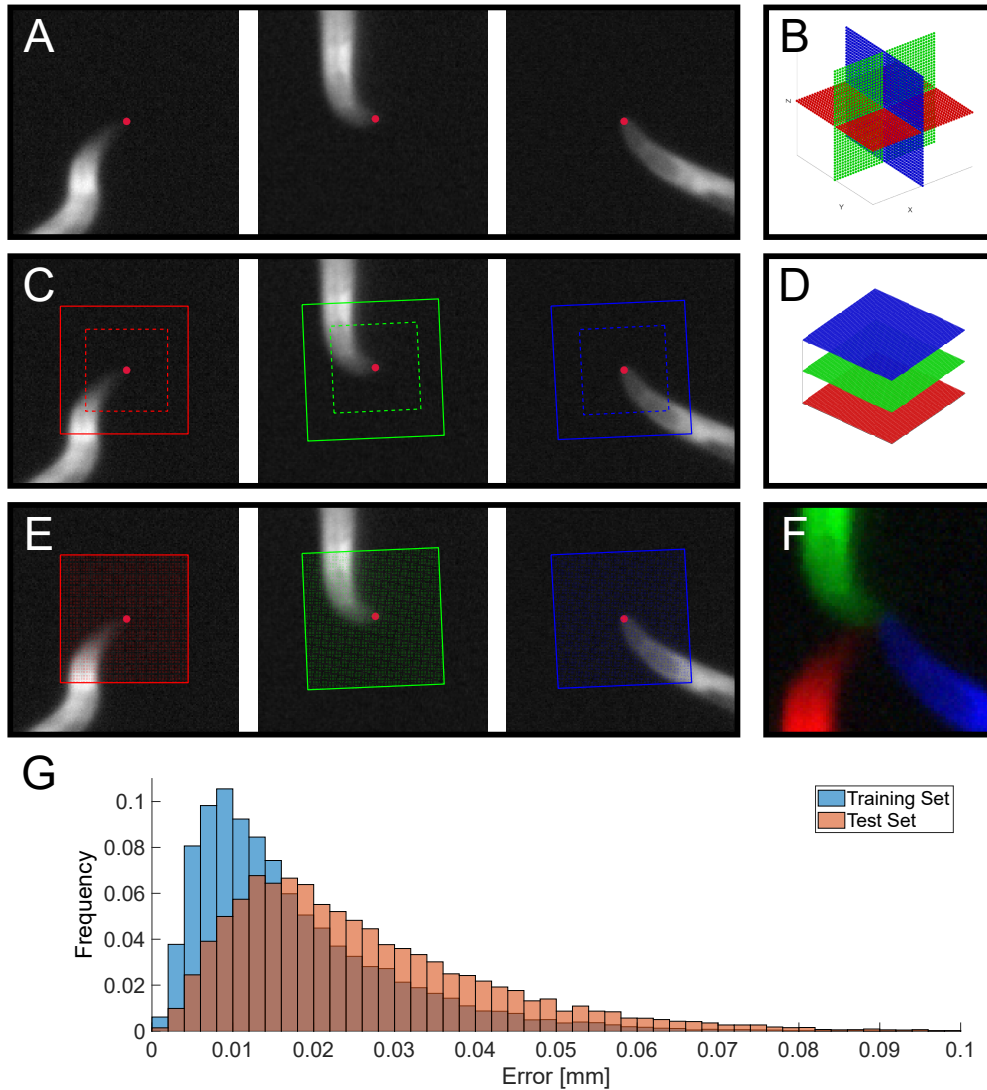 A
B
Z
Y
X
C
D
E
F
G
Training Set
Test Set
Frequency
0.1
0.08
0.06
0.04
0.02
0
0 0.01 0.02 0.03 0.04 0.05 0.06 0.07 0.08 0.09 0.1
Error [mm]